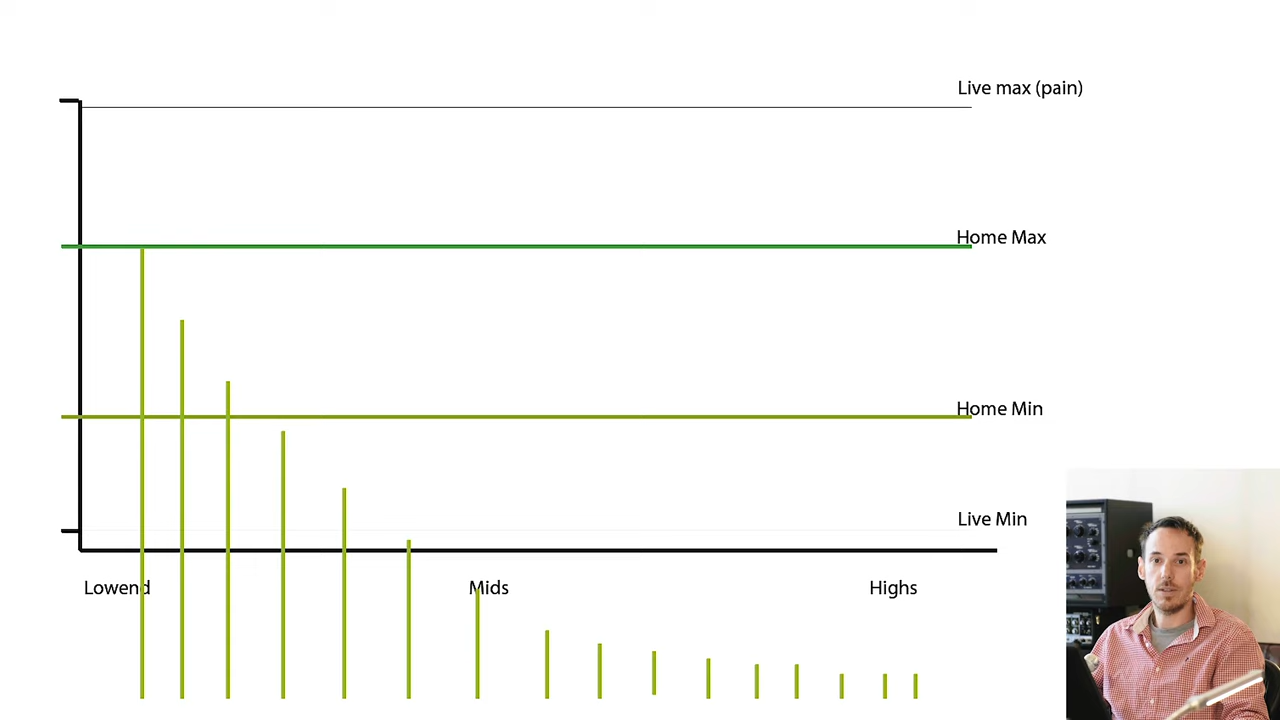 Live max (pain)
Home Max
Home Min
Live Min
Lowend
Mids
Highs